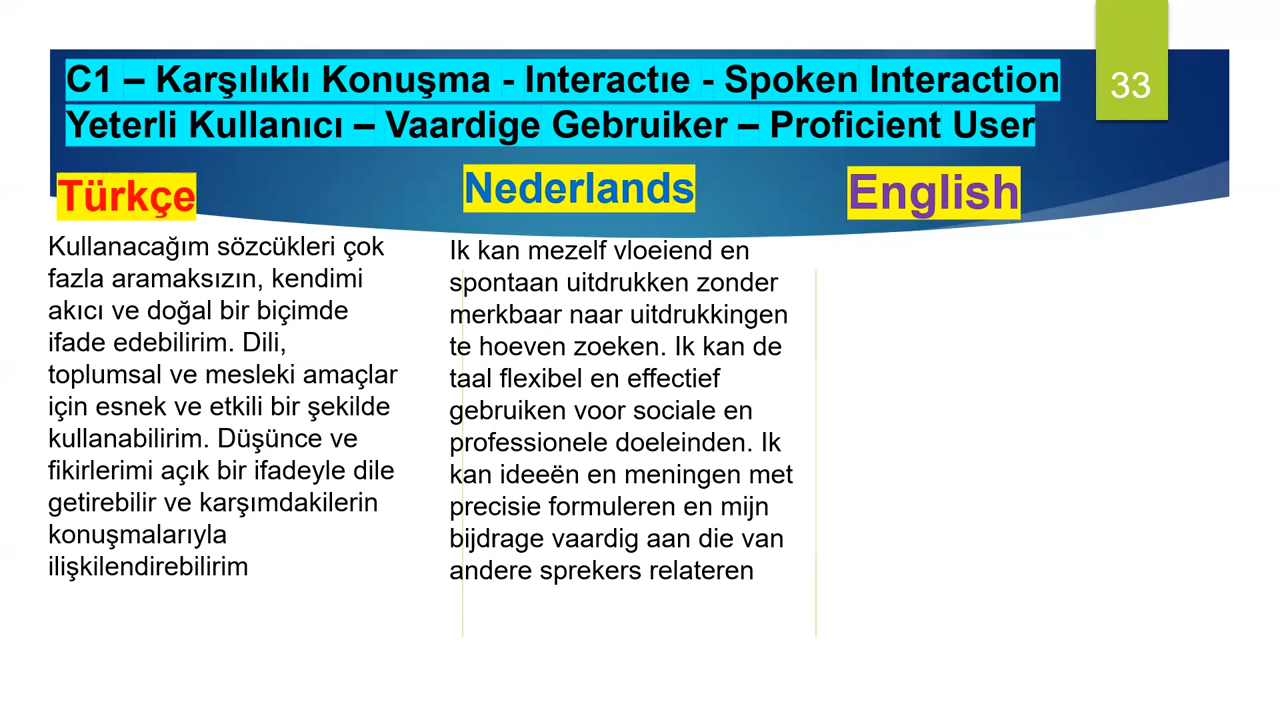 C1 – Karşılıklı Konuşma - Interactıe - Spoken Interaction
Yeterli Kullanıcı – Vaardige Gebruiker – Proficient User
33
Türkçe
Kullanacağım sözcükleri çok
fazla aramaksızın, kendimi
akıcı ve doğal bir biçimde
ifade edebilirim. Dili,
toplumsal ve mesleki amaçlar
için esnek ve etkili bir şekilde
kullanabilirim. Düşünce ve
fikirlerimi açık bir ifadeyle dile
getirebilir ve karşımdakilerin
konuşmalarıyla
ilişkilendirebilirim
Nederlands
Ik kan mezelf vloeiend en
spontaan uitdrukken zonder
merkbaar naar uitdrukkingen
te hoeven zoeken. Ik kan de
taal flexibel en effectief
gebruiken voor sociale en
professionele doeleinden. Ik
kan ideeën en meningen met
precisie formuleren en mijn
bijdrage vaardig aan die van
andere sprekers relateren
English